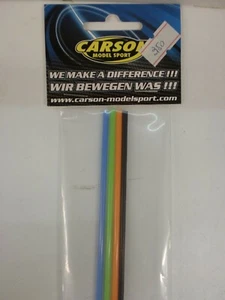 CARSON
MODEL SPORT
WE MAKE A DIFFERENCE !!!
WIR BEWEGEN WAS !!!
www.carson-modelsport.com